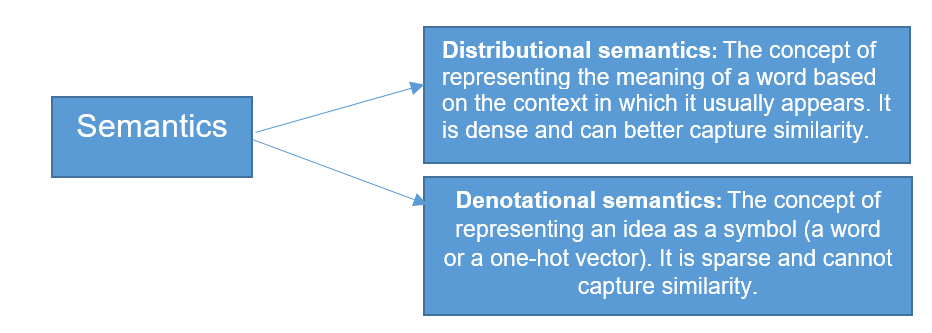 Semantics
Distributional semantics: The concept of
representing the meaning of a word based
on the context in which it usually appears. It
is dense and can better capture similarity.
Denotational semantics: The concept of
representing an idea as a symbol (a word
or a one-hot vector). It is sparse and cannot
capture similarity.